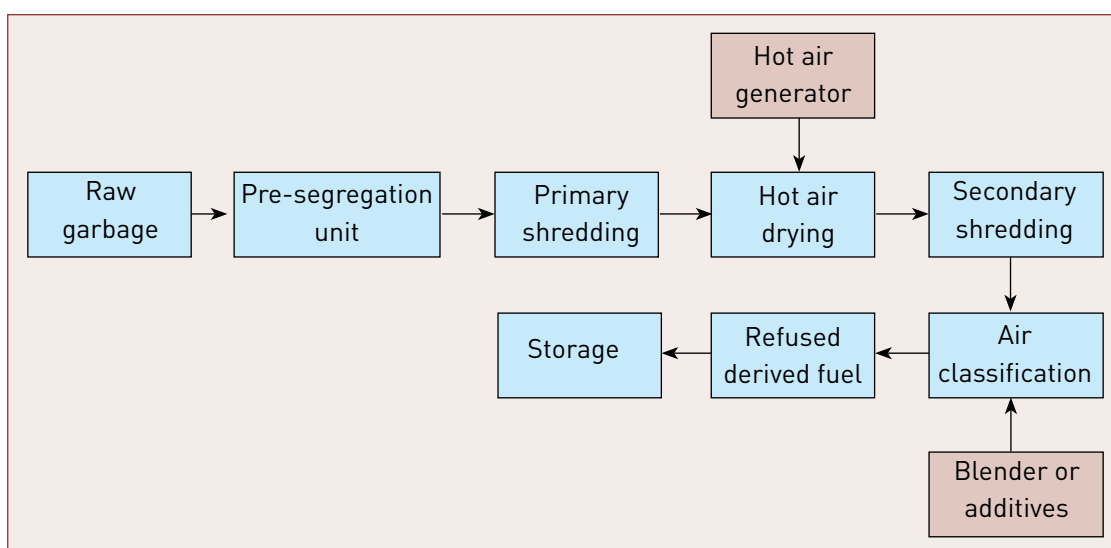 Hot air
generator
Raw
garbage
Pre-segregation
unit
Primary
shredding
Hot air
drying
Secondary
shredding
Storage
Refused
derived fuel
Air
classification
Blender or
additives